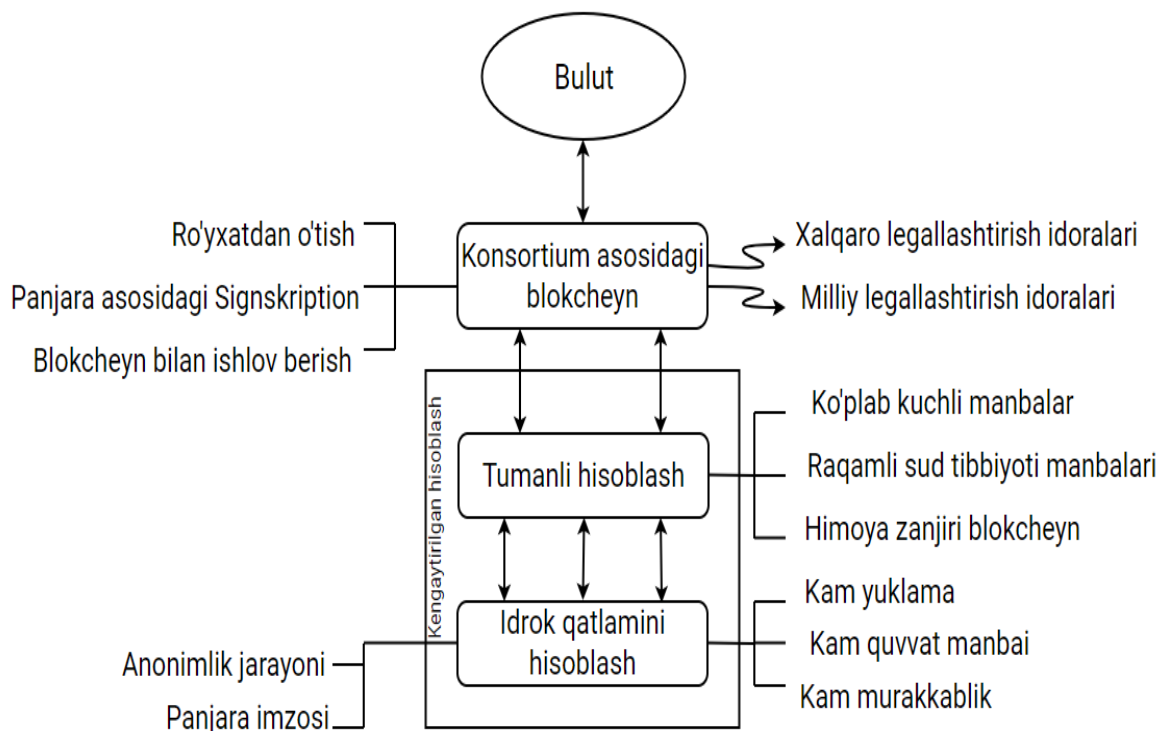 Bulut
Ro'yxatdan o'tish
Panjara asosidagi Signskription
Blokcheyn bilan ishlov berish
Konsortium asosidagi
blokcheyn
Xalqaro legallashtirish idoralari
Milliy legallashtirish idoralari
Kengaytirilgan hisoblash
Tumanli hisoblash
Ko'plab kuchli manbalar
Raqamli sud tibbiyoti manbalari
Himoya zanjiri blokcheyn
Idrok qatlamini
hisoblash
Kam yuklama
Kam quvvat manbai
Kam murakkablik
Anonimlik jarayoni
Panjara imzosi